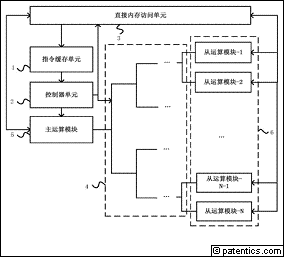 直接内存访问单元
3
指令缓存单元
1
控制器单元
2
主运算模块
5
从运算模块-1
从运算模块-2
...
...
...
6
...
...
4
从运算模块-
N-1
从运算模块-N
© patentics.com